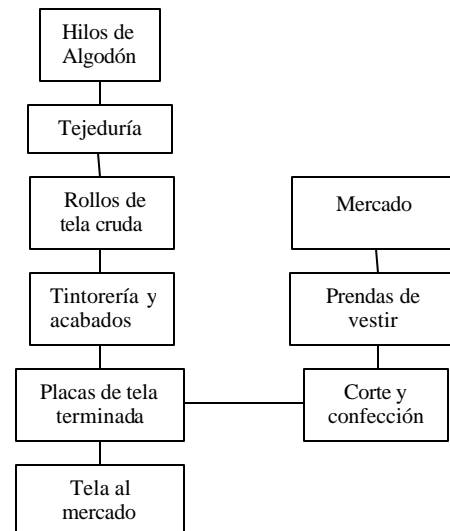 Hilos de
Algodón
Tejeduría
Rollos de
tela cruda
Tintorería y
acabados
Placas de tela
terminada
Tela al
mercado
Mercado
Prendas de
vestir
Corte y
confección